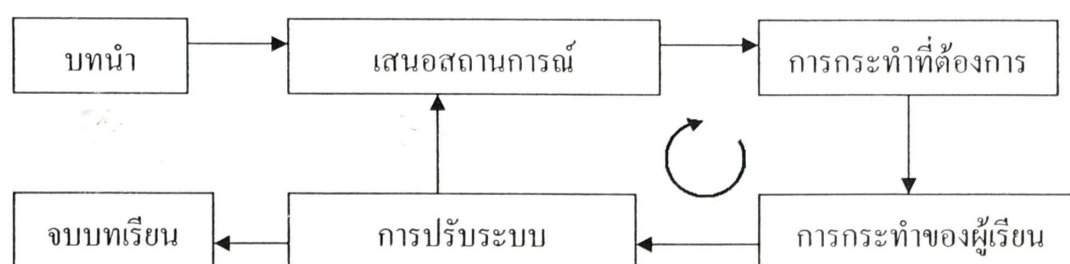 บทนำ
เสนอสถานการณ์
การกระทำที่ต้องการ
จบบทเรียน
การปรับระบบ
การกระทำของผู้เรียน